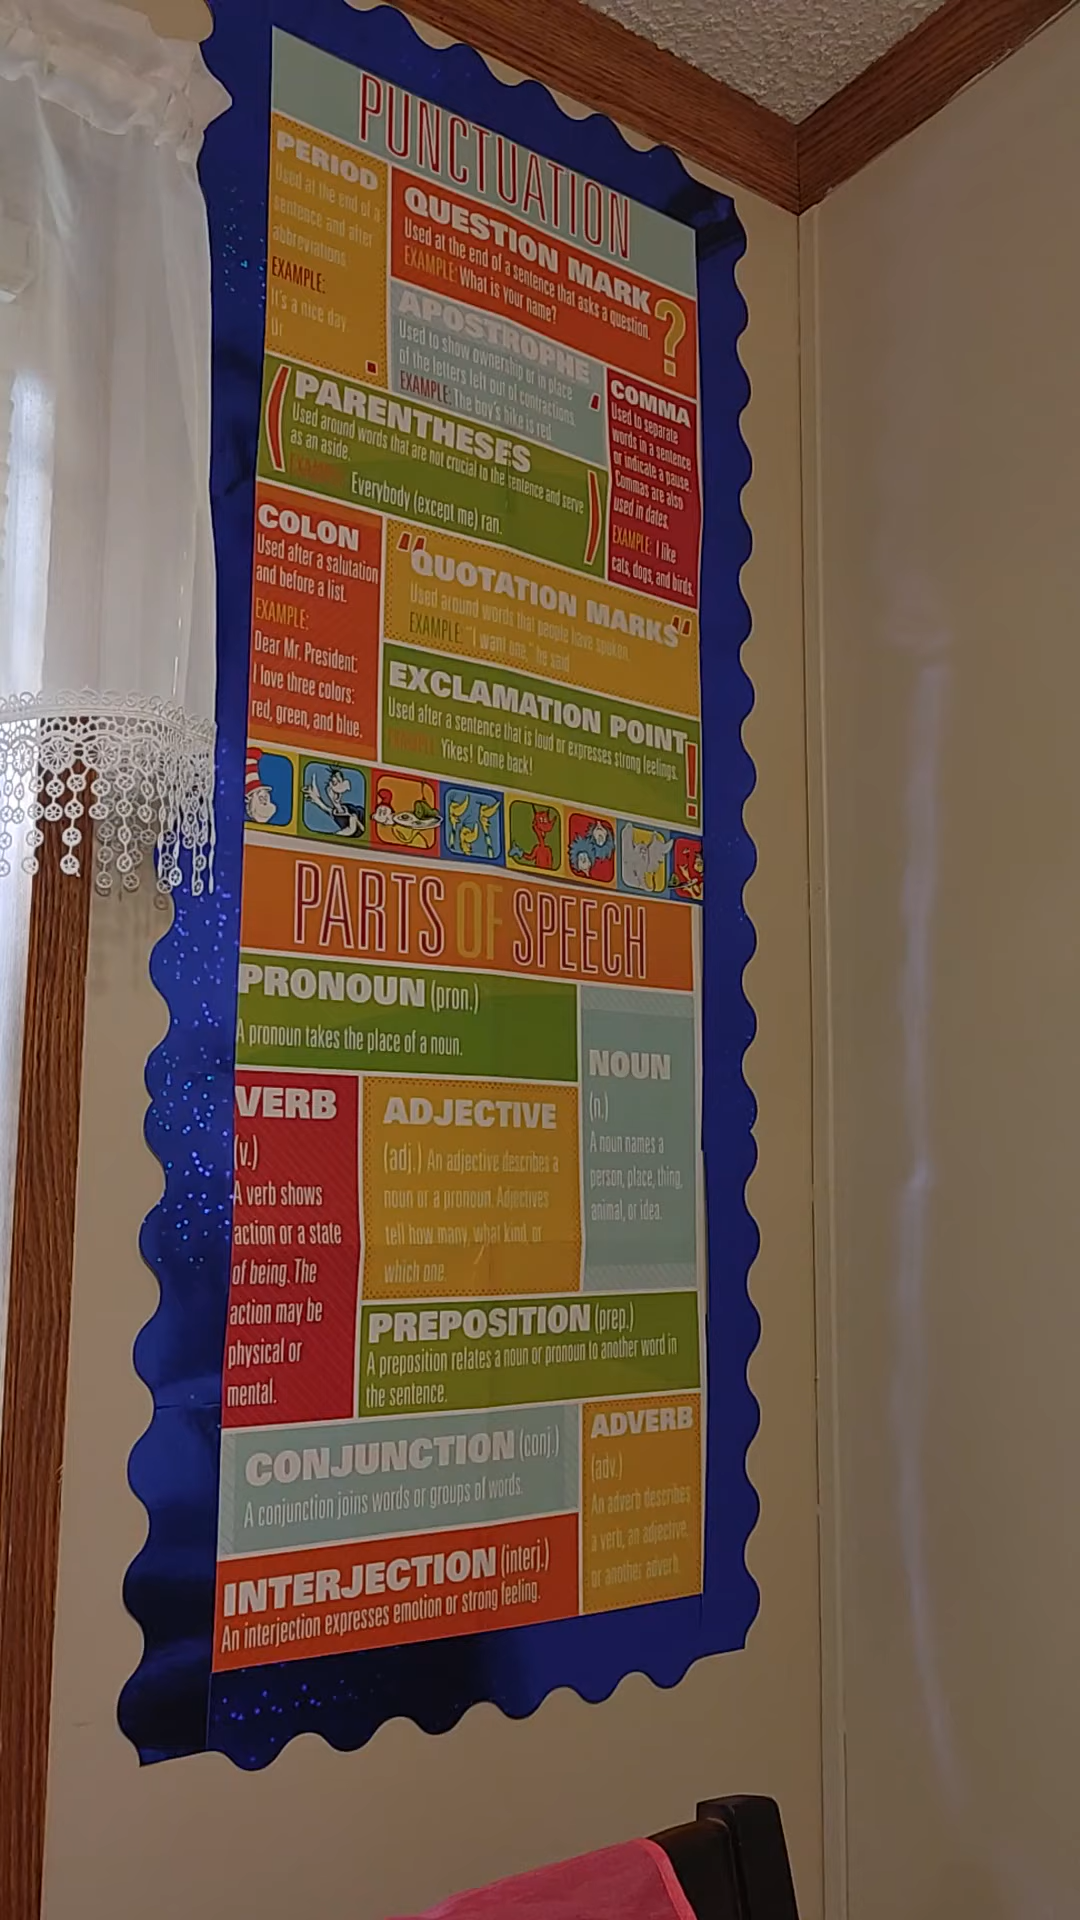 PUNCTUATION
PERIOD
Used at the end of a
sentence and after
abbreviations.
EXAMPLE:
It's a nice day.
Dr.
QUESTION MARK
Used at the end of a sentence that asks a question.
EXAMPLE: What is your name?
?
APOSTROPHE
Used to show ownership or in place
of the letters left out of contractions.
EXAMPLE: The boy's bike is red.
'
COMMA
Used to separate
words in a sentence
or indicate a pause.
Commas are also
used in dates.
EXAMPLE: I like
cats, dogs, and birds.
( PARENTHESES )
Used around words that are not crucial to the sentence and serve
as an aside.
EXAMPLE:
Everybody (except me) ran.
COLON
Used after a salutation
and before a list.
EXAMPLE:
Dear Mr. President:
I love three colors:
red, green, and blue.
"QUOTATION MARKS"
Used around words that people have spoken.
EXAMPLE: "I want one," he said.
EXCLAMATION POINT
Used after a sentence that is loud or expresses strong feelings.
EXAMPLE: Yikes! Come back!
!
PARTS OF SPEECH
PRONOUN (pron.)
A pronoun takes the place of a noun.
NOUN
(n.)
A noun names a
person, place, thing,
animal, or idea.
VERB
(v.)
A verb shows
action or a state
of being. The
action may be
physical or
mental.
ADJECTIVE
(adj.) An adjective describes a
noun or a pronoun. Adjectives
tell how many, what kind, or
which one.
PREPOSITION (prep.)
A preposition relates a noun or pronoun to another word in
the sentence.
CONJUNCTION (conj.)
A conjunction joins words or groups of words.
ADVERB
(adv.)
An adverb describes
a verb, an adjective,
or another adverb.
INTERJECTION (interj.)
An interjection expresses emotion or strong feeling.